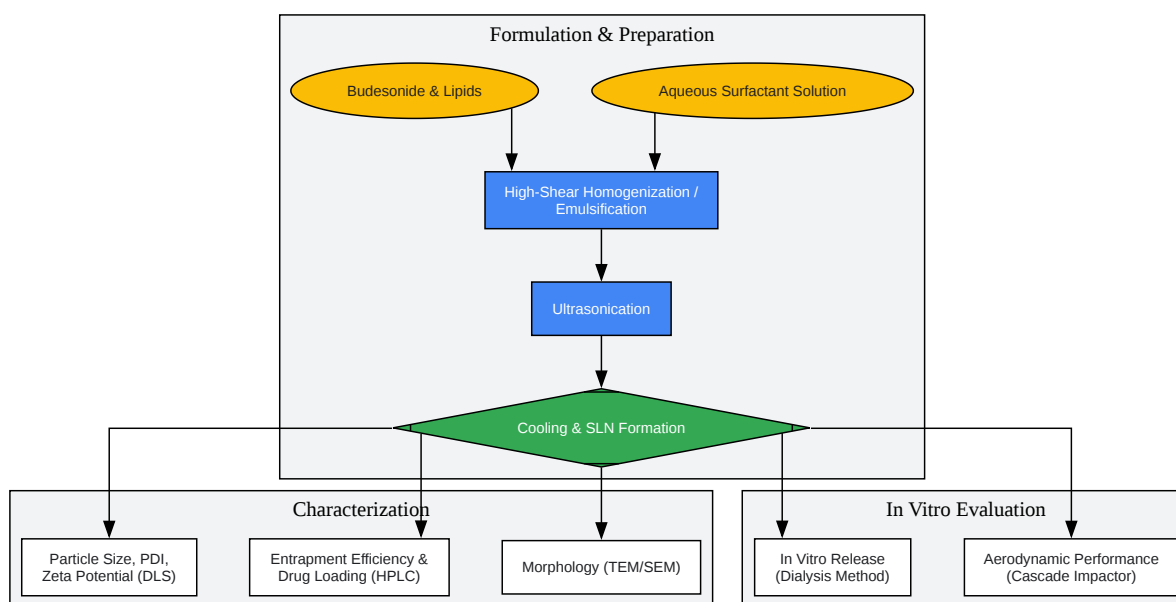 Formulation & Preparation
Budesonide & Lipids
Aqueous Surfactant Solution
High-Shear Homogenization /
Emulsification
Ultrasonication
Cooling & SLN Formation
Characterization
Particle Size, PDI,
Zeta Potential (DLS)
Entrapment Efficiency &
Drug Loading (HPLC)
Morphology (TEM/SEM)
In Vitro Evaluation
In Vitro Release
(Dialysis Method)
Aerodynamic Performance
(Cascade Impactor)